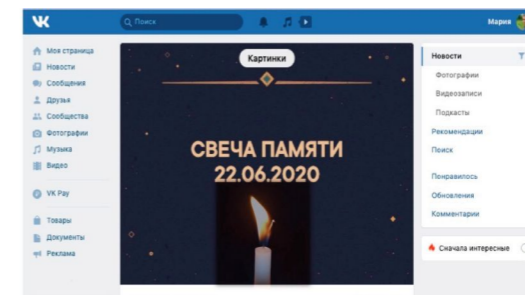 Поиск
Мария
Моя страница
Новости
Сообщения
Друзья
Сообщества
Фотографии
Музыка
Видео
VK Pay
Товары
Документы
Реклама
Картинки
СВЕЧА ПАМЯТИ
22.06.2020
Новости
Фотографии
Видеозаписи
Подкасты
Рекомендации
Поиск
Понравилось
Обновления
Комментарии
Сначала интересные